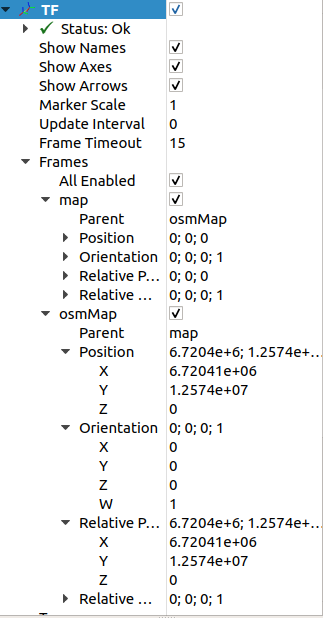 TF
Status: Ok
Show Names
Show Axes
Show Arrows
Marker Scale 1
Update Interval 0
Frame Timeout 15
Frames
All Enabled
map
Parent osmMap
Position 0; 0; 0
Orientation 0; 0; 0; 1
Relative P... 0; 0; 0
Relative ... 0; 0; 0; 1
osmMap
Parent map
Position 6.7204e+6; 1.2574e+...
X 6.72041e+06
Y 1.2574e+07
Z 0
Orientation 0; 0; 0; 1
X 0
Y 0
Z 0
W 1
Relative P... 6.7204e+6; 1.2574e+...
X 6.72041e+06
Y 1.2574e+07
Z 0
Relative ... 0; 0; 0; 1